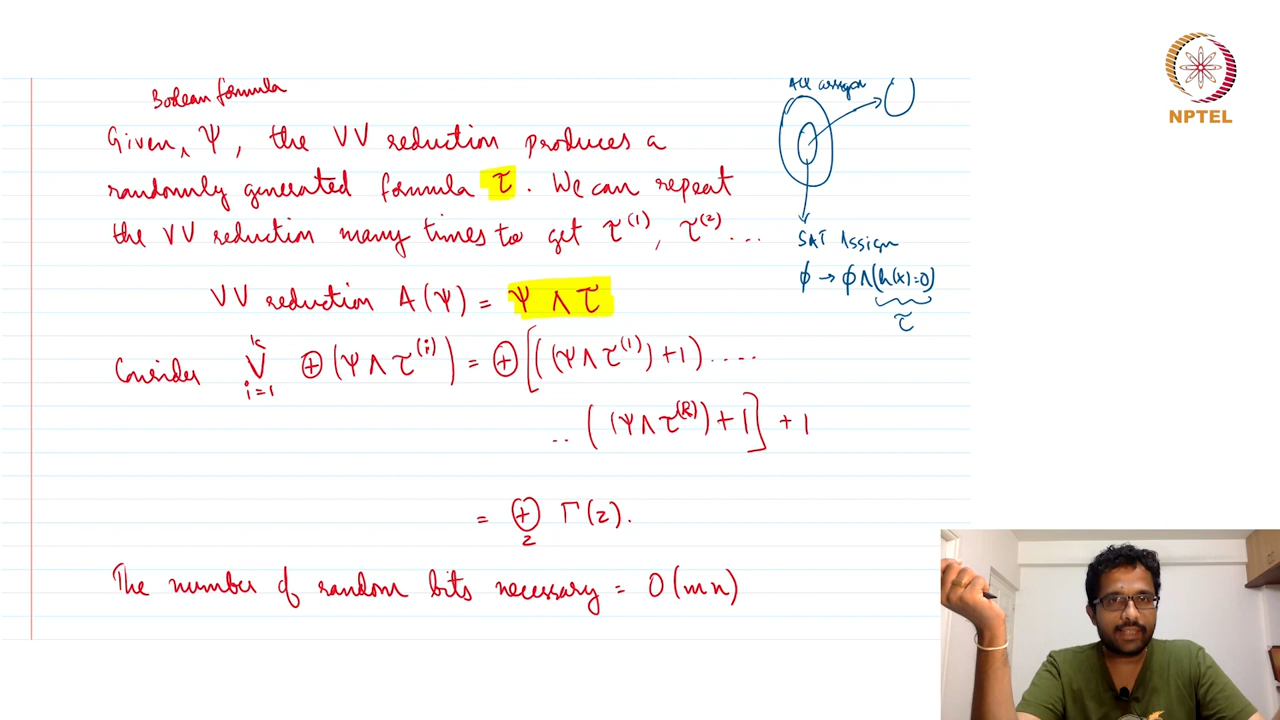 Boolean formula
Given ∧ Ψ, the VV reduction produces a
randomly generated formula τ. We can repeat
the VV reduction many times to get τ⁽¹⁾, τ⁽²⁾ ...
VV reduction A(Ψ) = Ψ ∧ τ
Consider k ∨ i=1 ⊕(Ψ ∧ τ⁽ⁱ⁾) = ⊕[((Ψ ∧ τ⁽¹⁾)+1) ....
.. ((Ψ ∧ τ⁽ᵏ⁾)+1] + 1
= ⊕ z Γ(z).
The number of random bits necessary = O(mn)
All assign
SAT Assign
ϕ → ϕ ∧ (h(x)=0)
τ
NPTEL